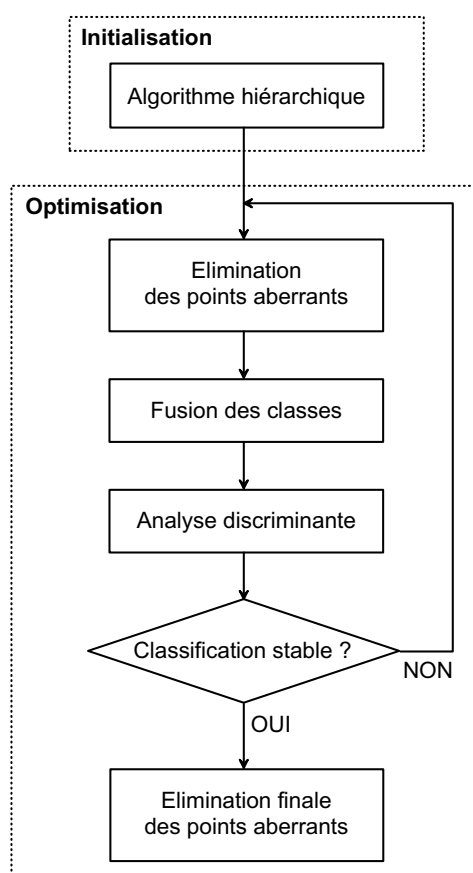 Initialisation
Algorithme hiérarchique
Optimisation
Elimination
des points aberrants
Fusion des classes
Analyse discriminante
Classification stable ?
NON
OUI
Elimination finale
des points aberrants